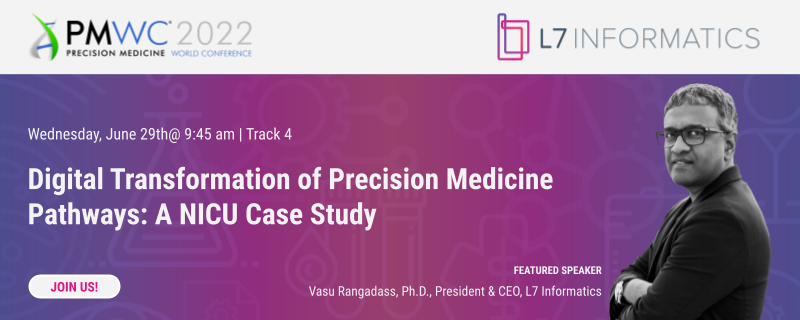 PMWC 2022
PRECISION MEDICINE WORLD CONFERENCE
L7 INFORMATICS
Wednesday, June 29th@ 9:45 am | Track 4
Digital Transformation of Precision Medicine
Pathways: A NICU Case Study
FEATURED SPEAKER
Vasu Rangadass, Ph.D., President & CEO, L7 Informatics
JOIN US!